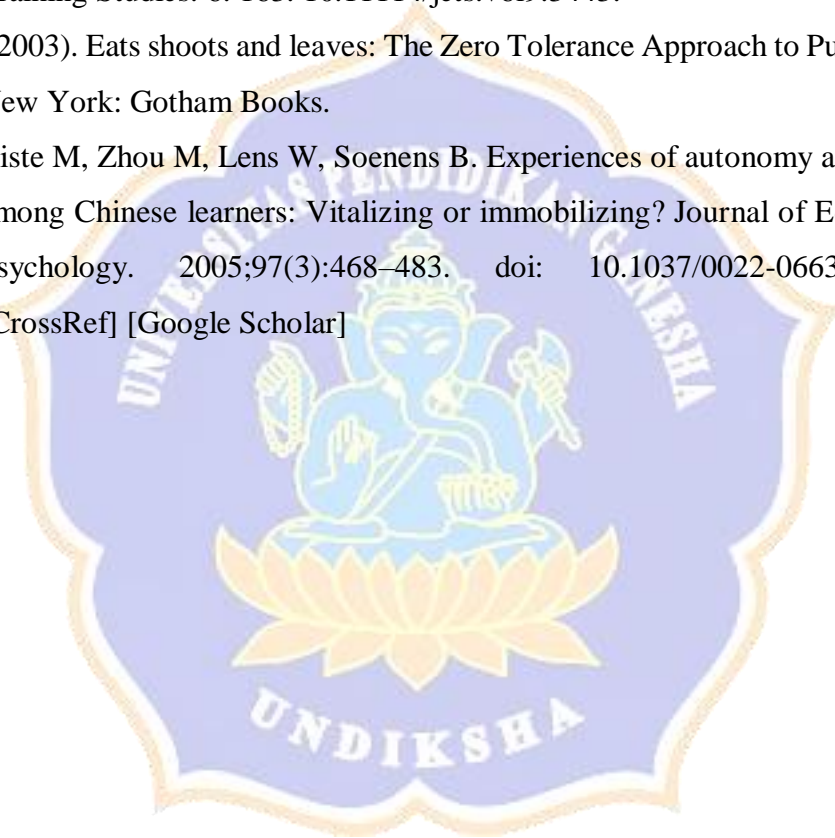 2003). Eats shoots and leaves: The Zero Tolerance Approach to Pu
New York: Gotham Books.
iste M, Zhou M, Lens W, Soenens B. Experiences of autonomy a
mong Chinese learners: Vitalizing or immobilizing? Journal of E
sychology. 2005;97(3):468–483. doi: 10.1037/0022-0663
CrossRef] [Google Scholar]
UNIVERSITAS PENDIDIKAN GANESHA
UNDIKSHA